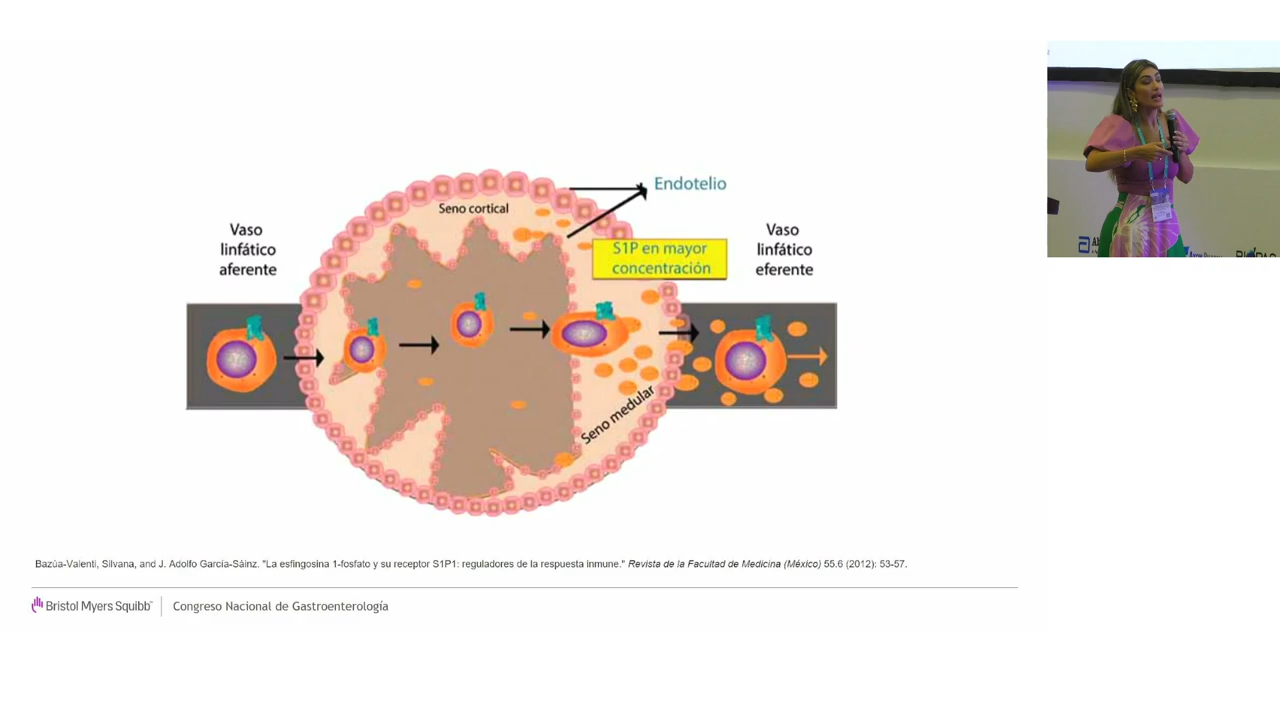 Endotelio
Seno cortical
Vaso
linfático
aferente
S1P en mayor
concentración
Vaso
linfático
eferente
Seno medular
Bazúa-Valenti, Silvana, and J. Adolfo García-Sáinz. "La esfingosina 1-fosfato y su receptor S1P1: reguladores de la respuesta inmune." Revista de la Facultad de Medicina (México) 55.6 (2012): 53-57.
Bristol Myers Squibb™
Congreso Nacional de Gastroenterología